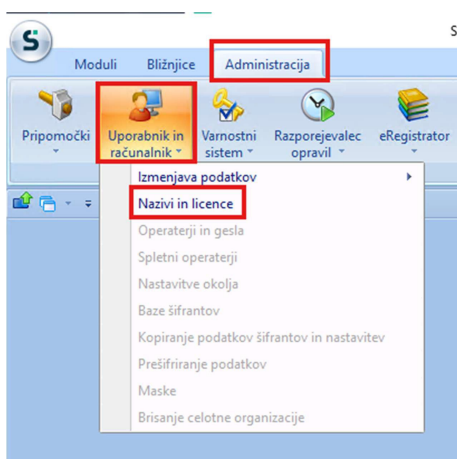 S
S
Moduli Bližnjice Administracija
Pripomočki Uporabnik in računalnik Varnostni sistem Razporejevalec opravil eRegistrator
Izmenjava podatkov
Nazivi in licence
Operaterji in gesla
Spletni operaterji
Nastavitve okolja
Baze šifrantov
Kopiranje podatkov šifrantov in nastavitev
Prešifriranje podatkov
Maske
Brisanje celotne organizacije